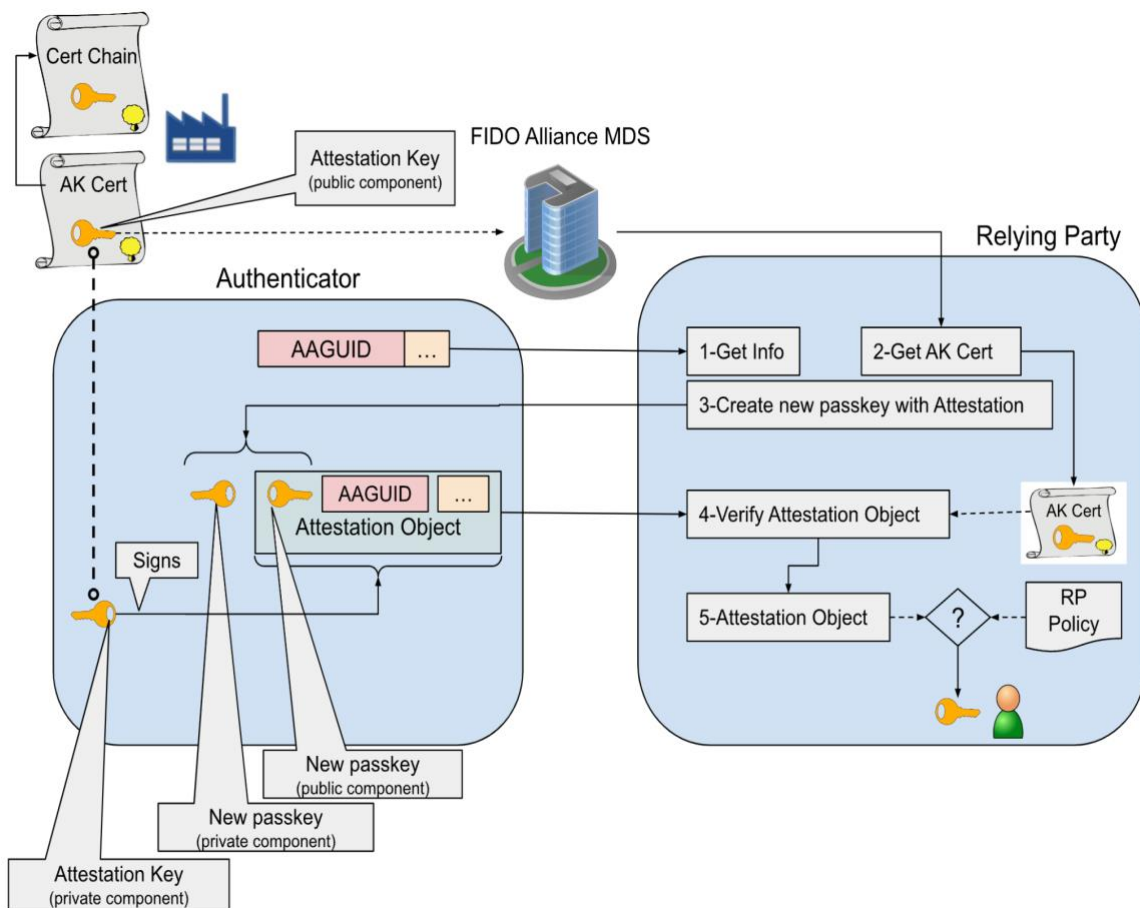 Cert Chain
AK Cert
Attestation Key
(public component)
FIDO Alliance MDS
Relying Party
Authenticator
AAGUID
...
1-Get Info
2-Get AK Cert
3-Create new passkey with Attestation
AAGUID
...
Attestation Object
4-Verify Attestation Object
AK Cert
Signs
5-Attestation Object
?
RP
Policy
New passkey
(public component)
New passkey
(private component)
Attestation Key
(private component)